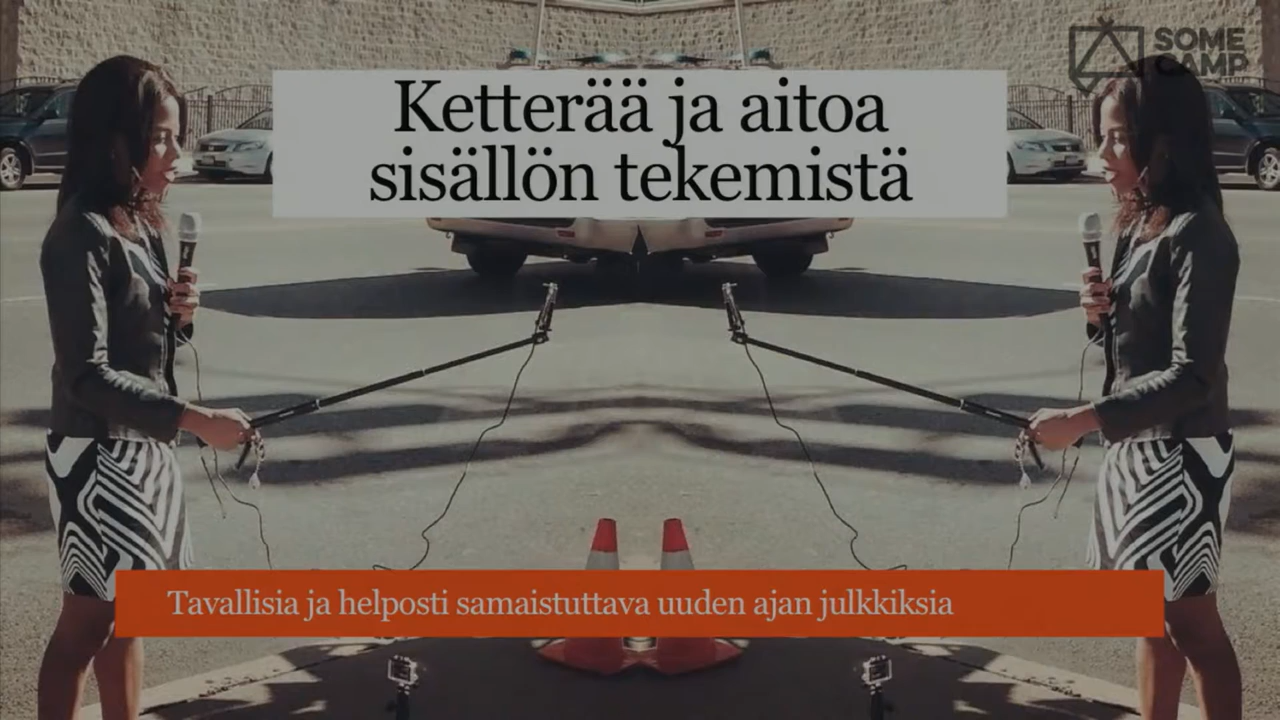 SOME
CAMP
Ketterää ja aitoa
sisällön tekemistä
Tavallisia ja helposti samaistuttava uuden ajan julkkiksia